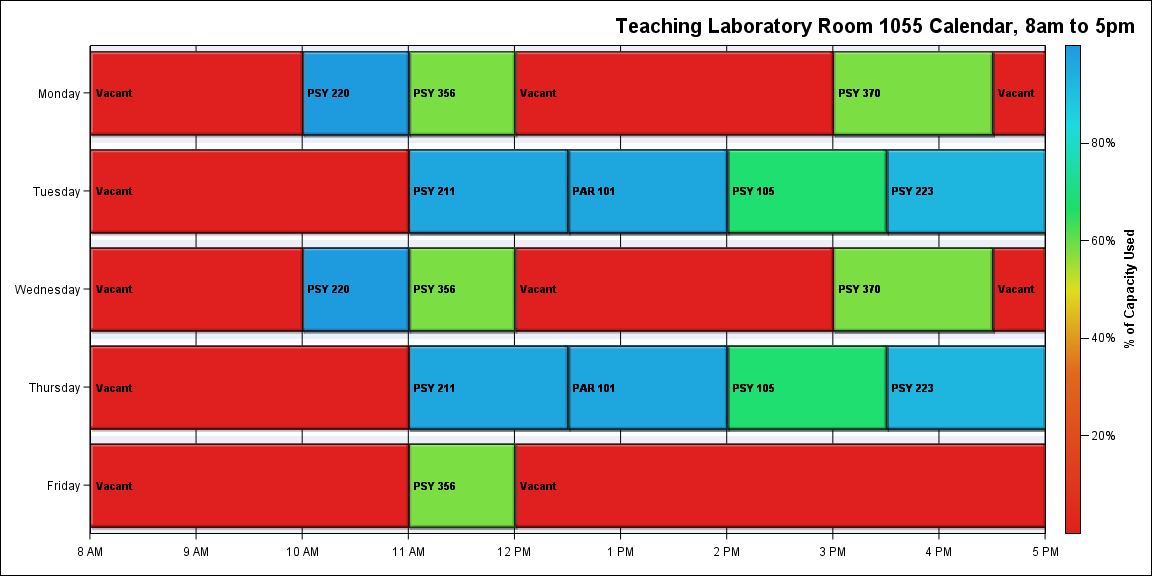 Teaching Laboratory Room 1055 Calendar, 8am to 5pm
Monday Vacant PSY 220 PSY 356 Vacant PSY 370 Vacant
80%
Tuesday Vacant PSY 211 PAR 101 PSY 105 PSY 223
60%
% of Capacity Used
Wednesday Vacant PSY 220 PSY 356 Vacant PSY 370 Vacant
40%
Thursday Vacant PSY 211 PAR 101 PSY 105 PSY 223
20%
Friday Vacant PSY 356 Vacant
8 AM 9 AM 10 AM 11 AM 12 PM 1 PM 2 PM 3 PM 4 PM 5 PM